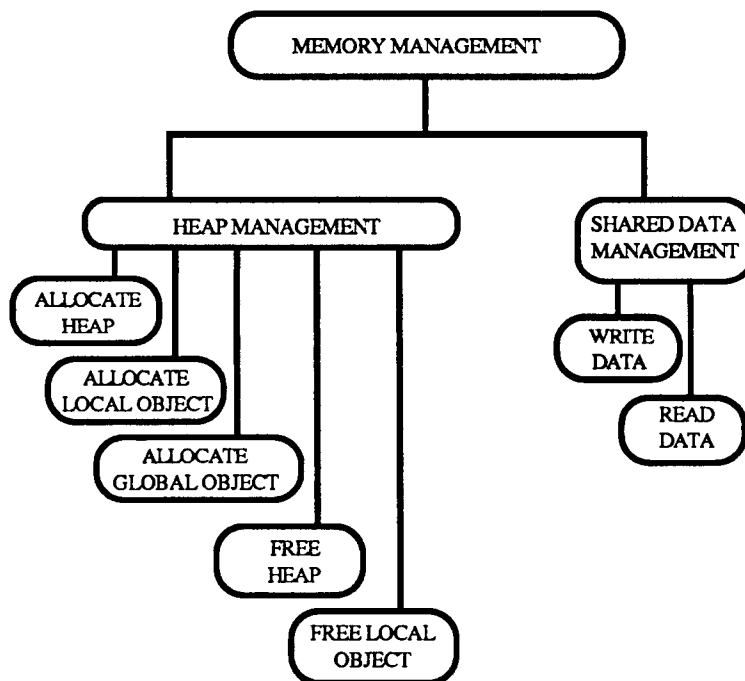 MEMORY MANAGEMENT
HEAP MANAGEMENT
SHARED DATA
MANAGEMENT
ALLOCATE
HEAP
WRITE
DATA
ALLOCATE
LOCAL OBJECT
READ
DATA
ALLOCATE
GLOBAL OBJECT
FREE
HEAP
FREE LOCAL
OBJECT